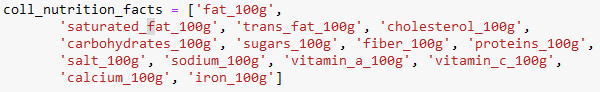 coll_nutrition_facts = ['fat_100g',
'saturated_fat_100g', 'trans_fat_100g', 'cholesterol_100g',
'carbohydrates_100g', 'sugars_100g', 'fiber_100g', 'proteins_100g',
'salt_100g', 'sodium_100g', 'vitamin_a_100g', 'vitamin_c_100g',
'calcium_100g', 'iron_100g']